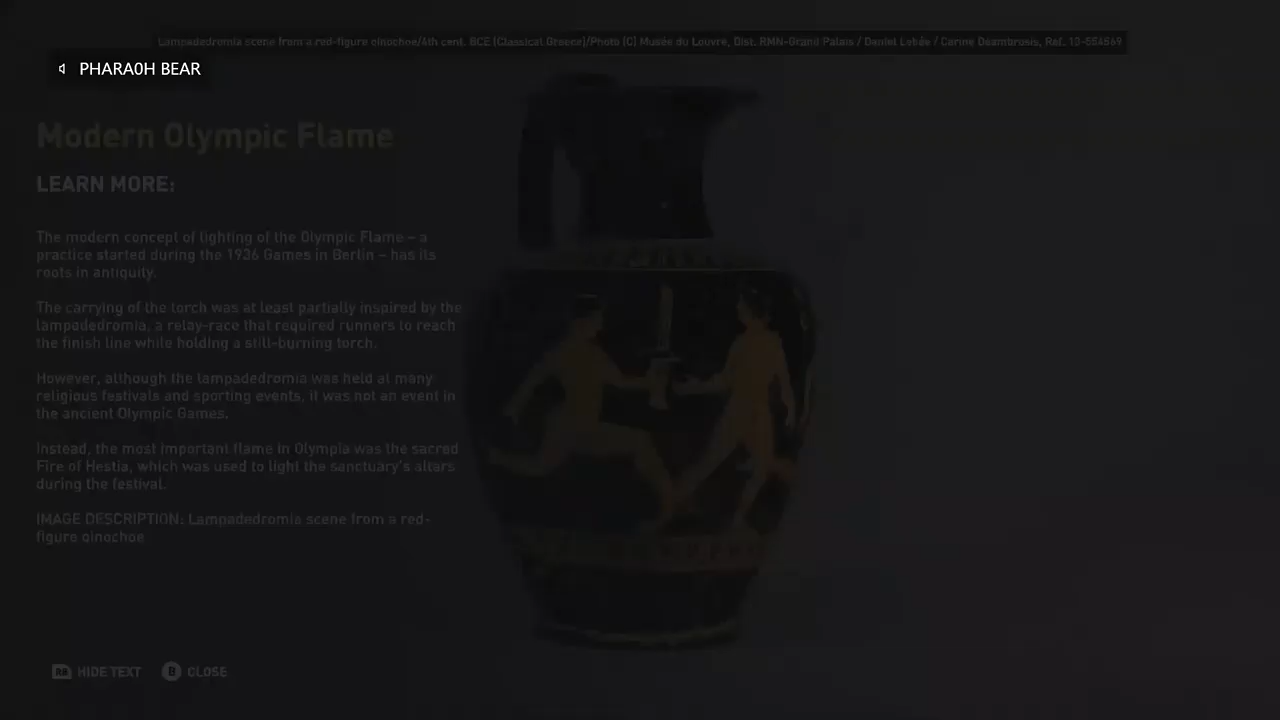 Lampadedromia scene from a red-figure oinochoe/4th cent. BCE (Classical Greece)/Photo (C) Musée du Louvre, Dist. RMN-Grand Palais / Daniel Lebée / Carine Déambrosis, Ref. 10-554569
PHARA0H BEAR
Modern Olympic Flame
LEARN MORE:
The modern concept of lighting of the Olympic Flame – a
practice started during the 1936 Games in Berlin – has its
roots in antiquity.
The carrying of the torch was at least partially inspired by the
lampadedromia, a relay-race that required runners to reach
the finish line while holding a still-burning torch.
However, although the lampadedromia was held at many
religious festivals and sporting events, it was not an event in
the ancient Olympic Games.
Instead, the most important flame in Olympia was the sacred
Fire of Hestia, which was used to light the sanctuary's altars
during the festival.
IMAGE DESCRIPTION: Lampadedromia scene from a red-
figure oinochoe
RB HIDE TEXT B CLOSE